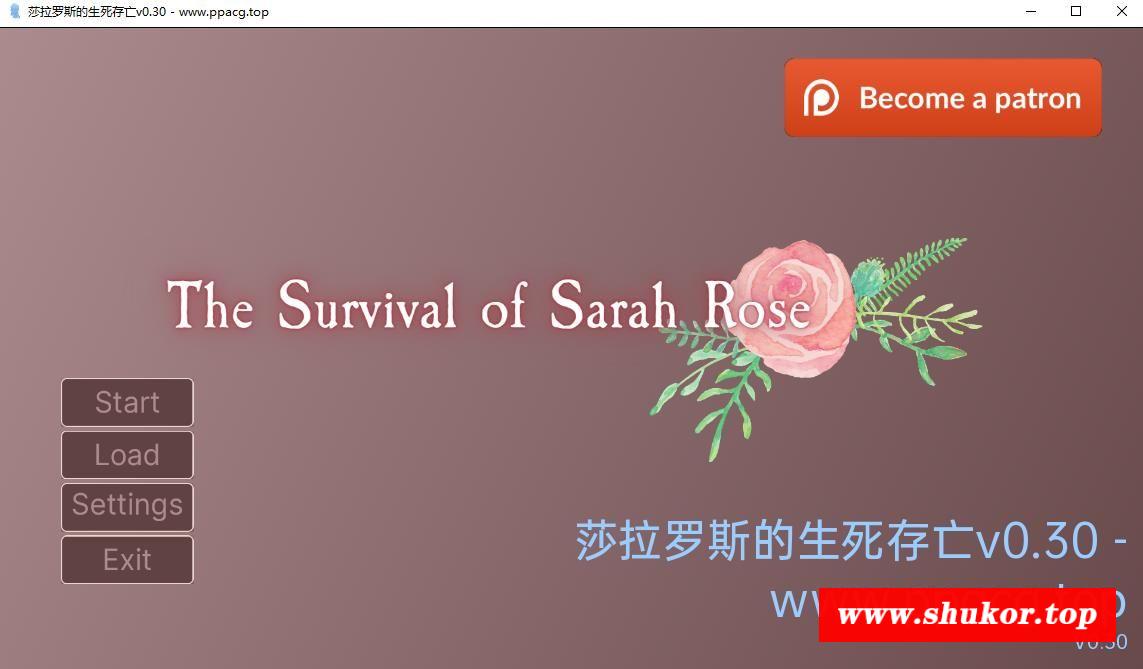 莎拉罗斯的生死存亡v0.30 - www.ppacg.top
Become a patron
The Survival of Sarah Rose
Start
Load
Settings
Exit
莎拉罗斯的生死存亡v0.30 -
www.shukor.top
v0.30